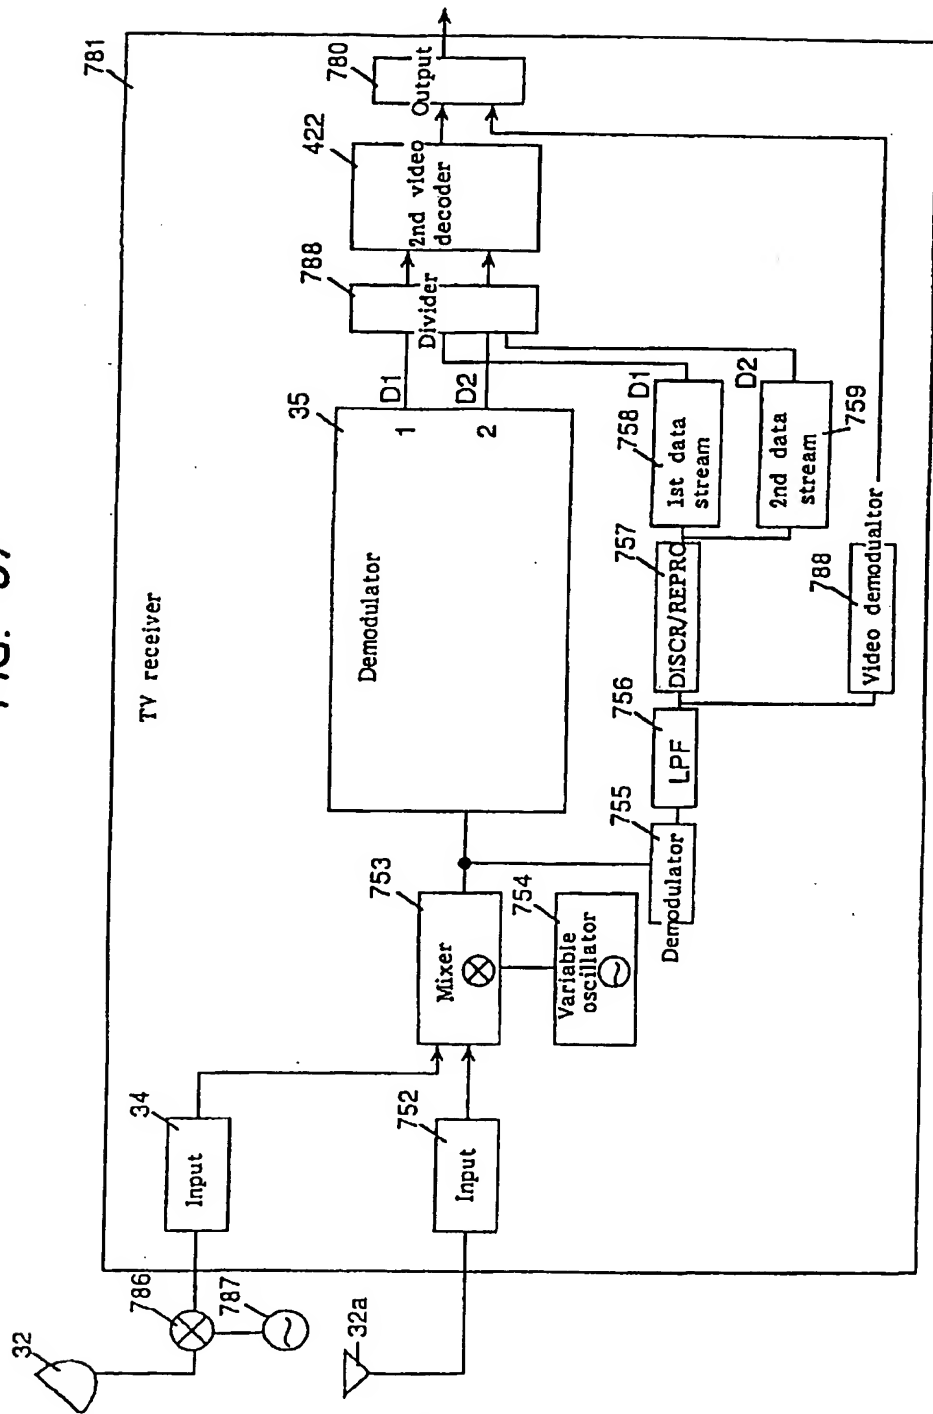 TV receiver
781
32
786
787
34
Input
32a
752
Input
753
Mixer
754
Variable
oscillator
35
Demodulator
1
2
D1
D2
788
Divider
422
2nd video
decoder
780
Output
755
Demodulator
756
LPF
757
DISCR/REPRO
758
1st data
stream
D1
759
2nd data
stream
D2
788
Video demodualtor